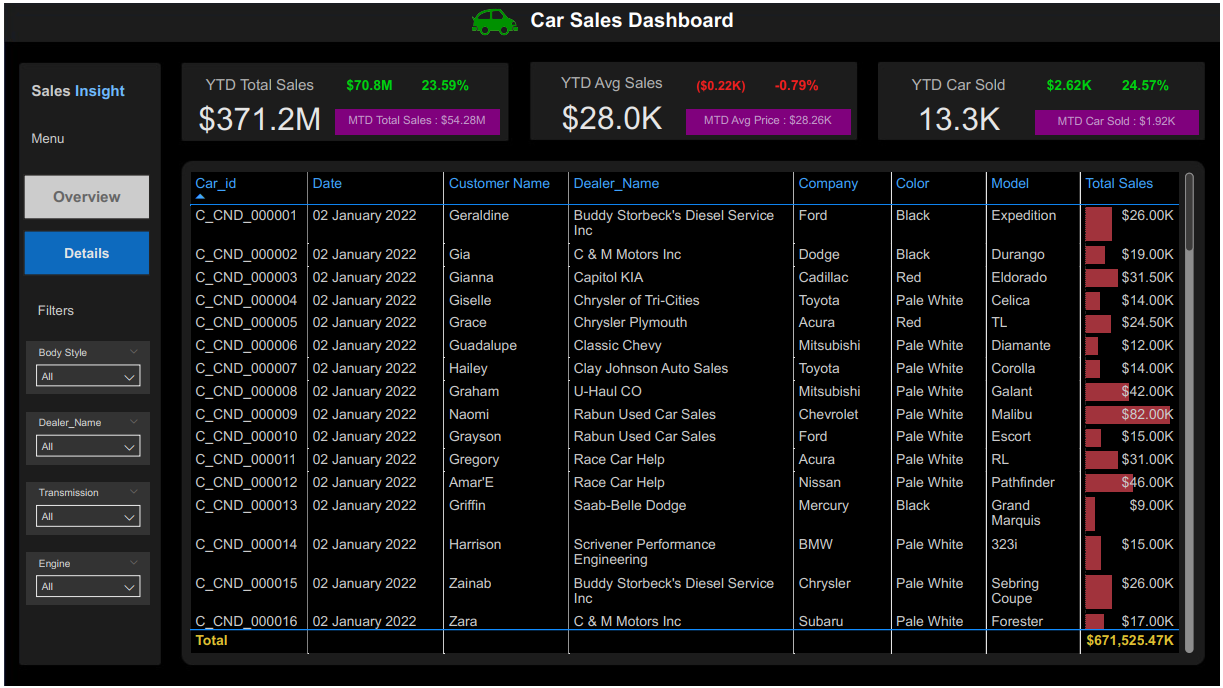 Car Sales Dashboard
Sales Insight
Menu
Overview
Details
Filters
Body Style
All
Dealer_Name
All
Transmission
All
Engine
All
YTD Total Sales $70.8M 23.59%
$371.2M MTD Total Sales : $54.28M
YTD Avg Sales ($0.22K) -0.79%
$28.0K MTD Avg Price : $28.26K
YTD Car Sold $2.62K 24.57%
13.3K MTD Car Sold : $1.92K
Car_id Date Customer Name Dealer_Name Company Color Model Total Sales
C_CND_000001 02 January 2022 Geraldine Buddy Storbeck's Diesel Service Ford Black Expedition $26.00K
Inc
C_CND_000002 02 January 2022 Gia C & M Motors Inc Dodge Black Durango $19.00K
C_CND_000003 02 January 2022 Gianna Capitol KIA Cadillac Red Eldorado $31.50K
C_CND_000004 02 January 2022 Giselle Chrysler of Tri-Cities Toyota Pale White Celica $14.00K
C_CND_000005 02 January 2022 Grace Chrysler Plymouth Acura Red TL $24.50K
C_CND_000006 02 January 2022 Guadalupe Classic Chevy Mitsubishi Pale White Diamante $12.00K
C_CND_000007 02 January 2022 Hailey Clay Johnson Auto Sales Toyota Pale White Corolla $14.00K
C_CND_000008 02 January 2022 Graham U-Haul CO Mitsubishi Pale White Galant $42.00K
C_CND_000009 02 January 2022 Naomi Rabun Used Car Sales Chevrolet Pale White Malibu $82.00K
C_CND_000010 02 January 2022 Grayson Rabun Used Car Sales Ford Pale White Escort $15.00K
C_CND_000011 02 January 2022 Gregory Race Car Help Acura Pale White RL $31.00K
C_CND_000012 02 January 2022 Amar'E Race Car Help Nissan Pale White Pathfinder $46.00K
C_CND_000013 02 January 2022 Griffin Saab-Belle Dodge Mercury Black Grand $9.00K
Marquis
C_CND_000014 02 January 2022 Harrison Scrivener Performance BMW Pale White 323i $15.00K
Engineering
C_CND_000015 02 January 2022 Zainab Buddy Storbeck's Diesel Service Chrysler Pale White Sebring $26.00K
Inc Coupe
C_CND_000016 02 January 2022 Zara C & M Motors Inc Subaru Pale White Forester $17.00K
Total $671,525.47K